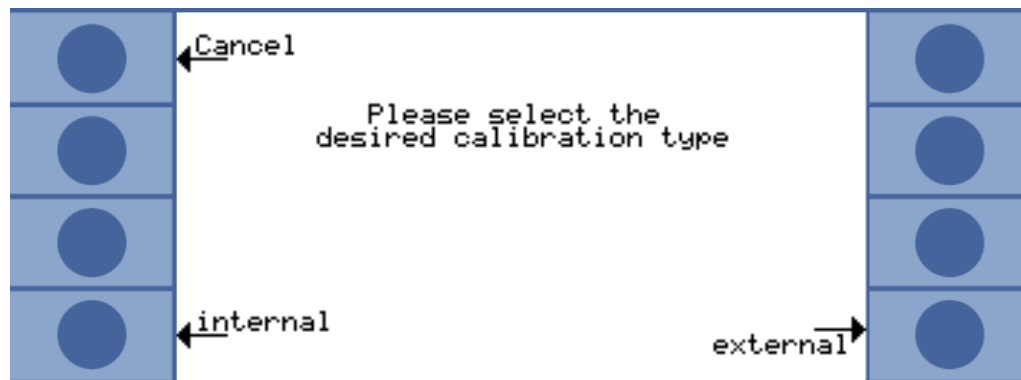 Cancel
Please select the
desired calibration type
internal
external